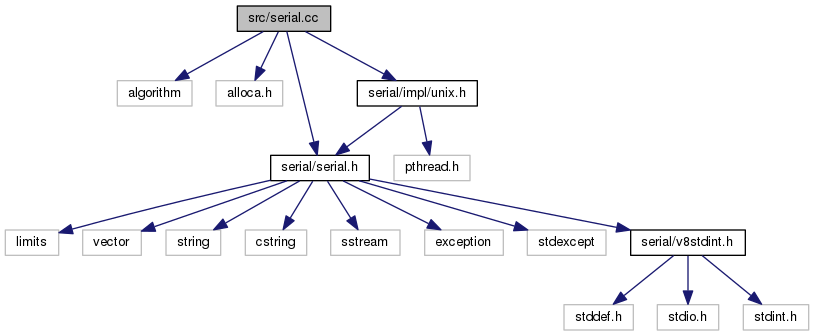 src/serial.cc
algorithm
alloca.h
serial/impl/unix.h
serial/serial.h
pthread.h
limits
vector
string
cstring
sstream
exception
stdexcept
serial/v8stdint.h
stddef.h
stdio.h
stdint.h